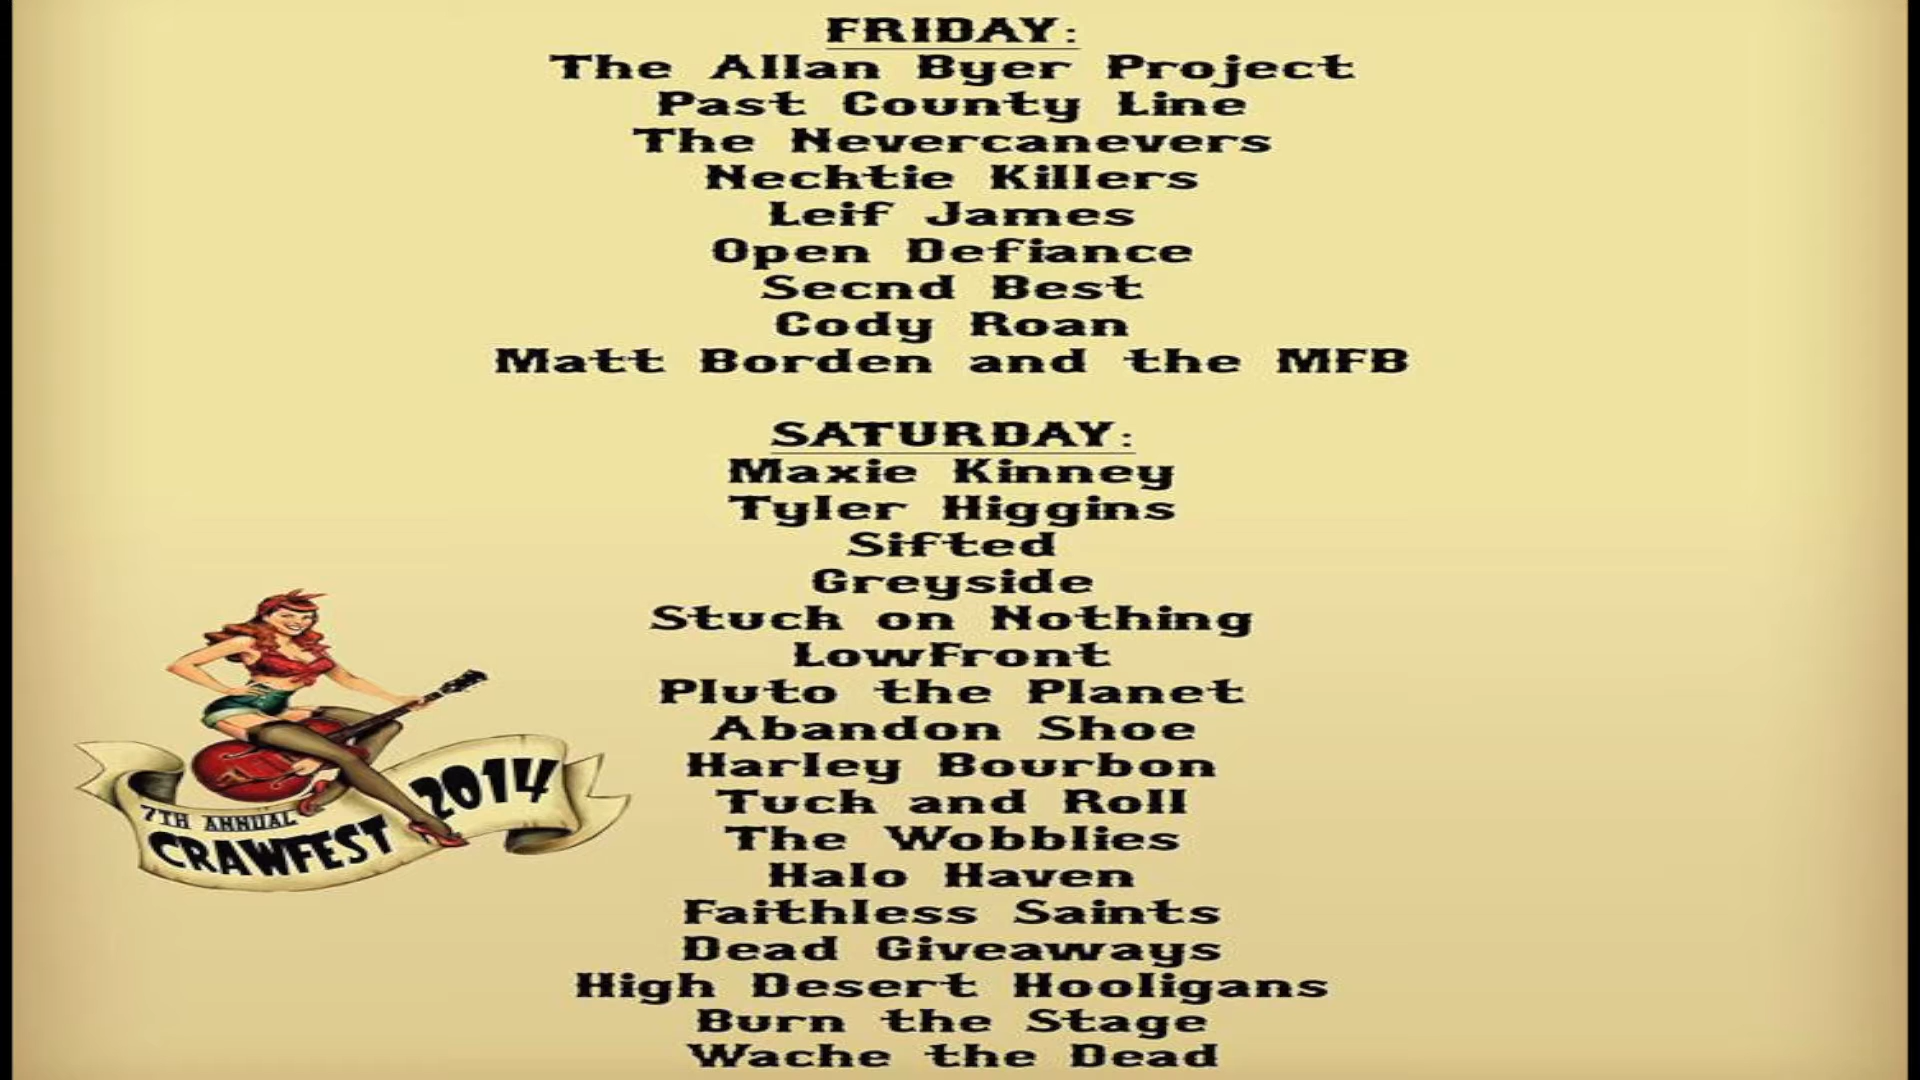 FRIDAY:
The Allan Byer Project
Past County Line
The Nevercanevers
Necktie Killers
Leif James
Open Defiance
Secnd Best
Cody Roan
Matt Borden and the MFB
SATURDAY:
Maxie Kinney
Tyler Higgins
Sifted
Greyside
Stuck on Nothing
LowFront
Pluto the Planet
Abandon Shoe
Harley Bourbon
Tuck and Roll
The Wobblies
Halo Haven
Faithless Saints
Dead Giveaways
High Desert Hooligans
Burn the Stage
Wache the Dead
7TH ANNUAL
CRAWFEST 2014